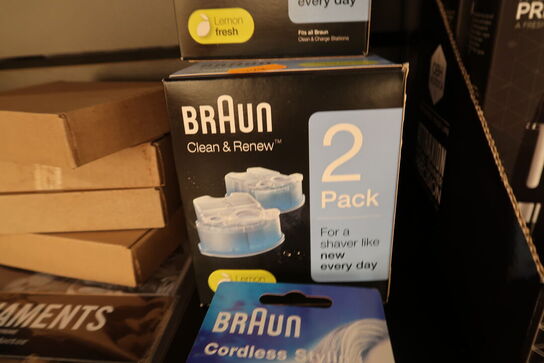 every day
Lemon
fresh
Fits all Braun
Clean & Charge Stations
BRAUN
Clean & Renew™
2
Pack
For a
shaver like
new
every day
Lemon
BRAUN
Cordless
AMENTS
PR